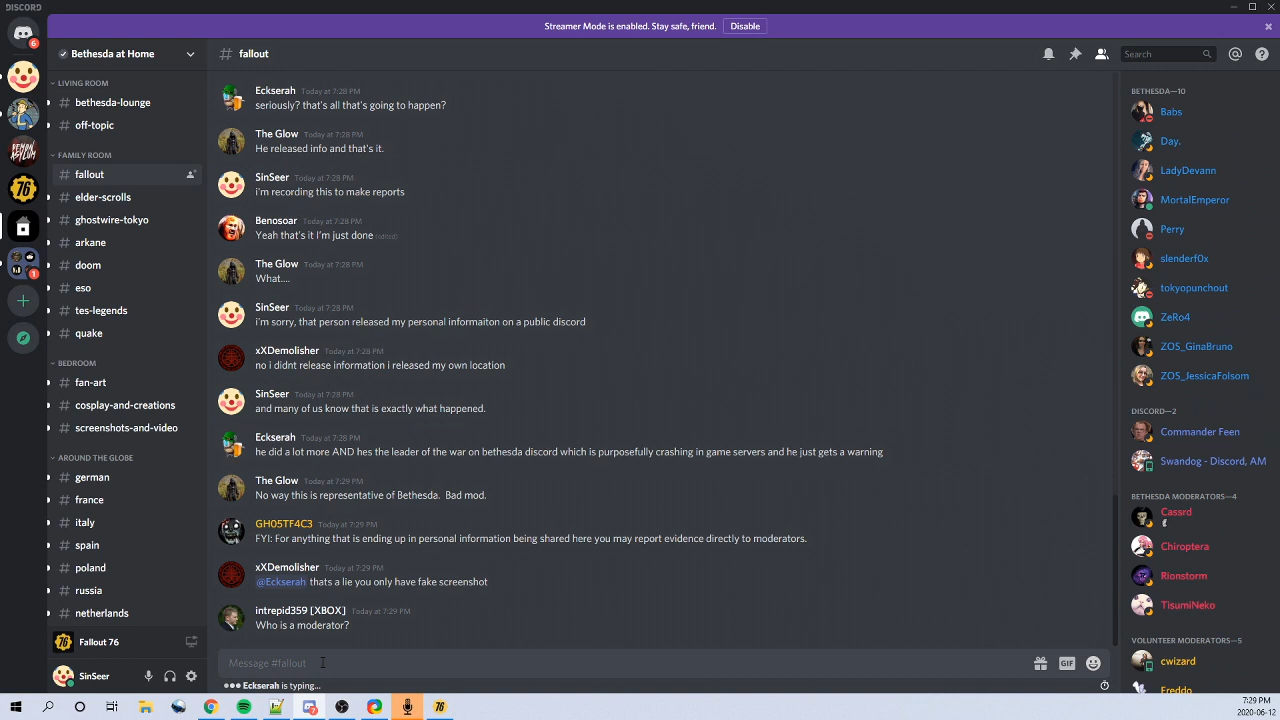 DISCORD
Streamer Mode is enabled. Stay safe, friend. Disable
6
1
Bethesda at Home
LIVING ROOM
bethesda-lounge
off-topic
FAMILY ROOM
fallout
elder-scrolls
ghostwire-tokyo
arkane
doom
eso
tes-legends
quake
BEDROOM
fan-art
cosplay-and-creations
screenshots-and-video
AROUND THE GLOBE
german
france
italy
spain
poland
russia
netherlands
Fallout 76
SinSeer
# fallout
Search
Eckserah Today at 7:28 PM
seriously? that's all that's going to happen?
The Glow Today at 7:28 PM
He released info and that's it.
SinSeer Today at 7:28 PM
i'm recording this to make reports
Benosoar Today at 7:28 PM
Yeah that's it I'm just done (edited)
The Glow Today at 7:28 PM
What....
SinSeer Today at 7:28 PM
i'm sorry, that person released my personal informaiton on a public discord
xXDemolisher Today at 7:28 PM
no i didnt release information i released my own location
SinSeer Today at 7:28 PM
and many of us know that is exactly what happened.
Eckserah Today at 7:28 PM
he did a lot more AND hes the leader of the war on bethesda discord which is purposefully crashing in game servers and he just gets a warning
The Glow Today at 7:29 PM
No way this is representative of Bethesda.  Bad mod.
GH05TF4C3 Today at 7:29 PM
FYI: For anything that is ending up in personal information being shared here you may report evidence directly to moderators.
xXDemolisher Today at 7:29 PM
@Eckserah thats a lie you only have fake screenshot
intrepid359 [XBOX] Today at 7:29 PM
Who is a moderator?
Message #fallout
GIF
Eckserah is typing...
BETHESDA—10
Babs
Day.
LadyDevann
MortalEmperor
Perry
slenderf0x
tokyopunchout
ZeRo4
ZOS_GinaBruno
ZOS_JessicaFolsom
DISCORD—2
Commander Feen
Swandog - Discord, AM
BETHESDA MODERATORS—4
Cassrd
Chiroptera
Rionstorm
TisumiNeko
VOLUNTEER MODERATORS—5
cwizard
Freddo
7:29 PM
2020-06-12